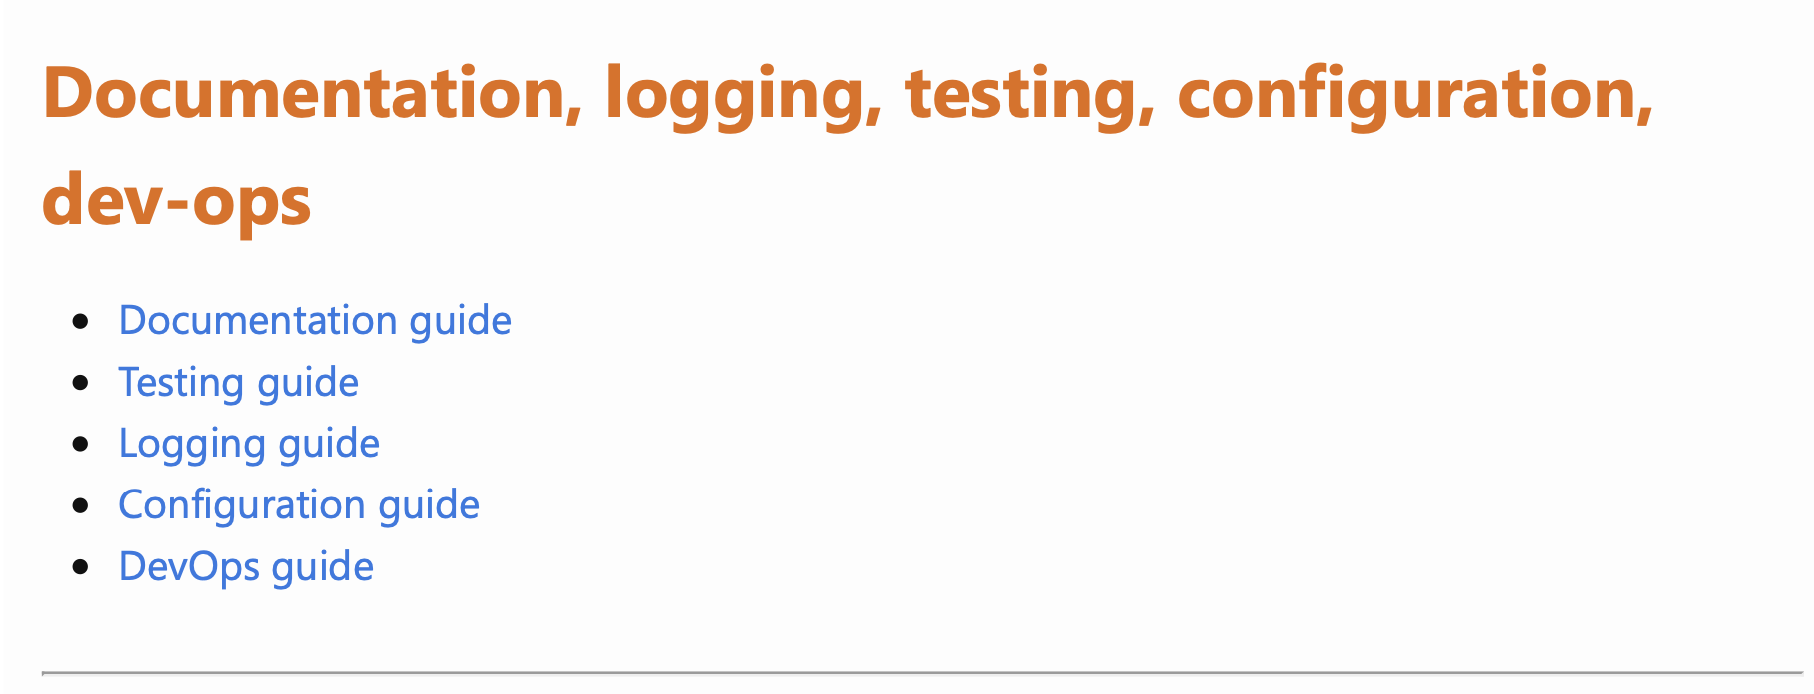 Documentation, logging, testing, configuration,
dev-ops
Documentation guide
Testing guide
Logging guide
Configuration guide
DevOps guide